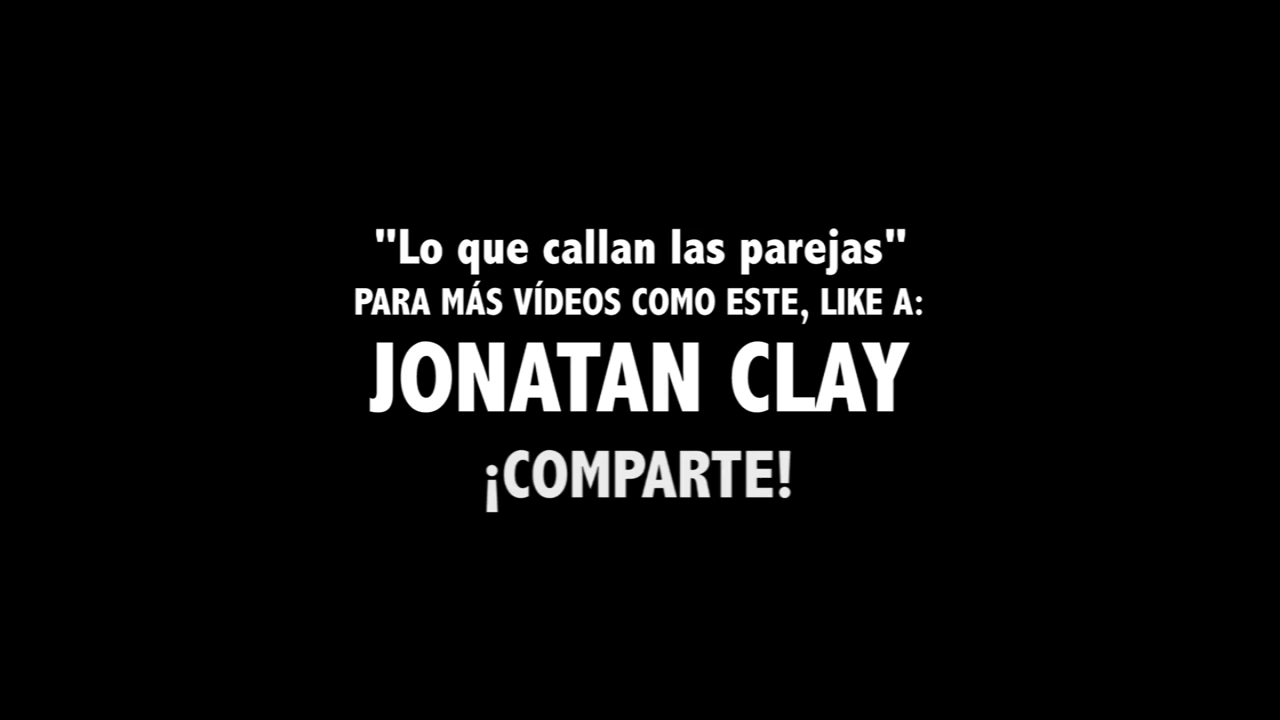 "Lo que callan las parejas"
PARA MÁS VÍDEOS COMO ESTE, LIKE A:
JONATAN CLAY
¡COMPARTE!